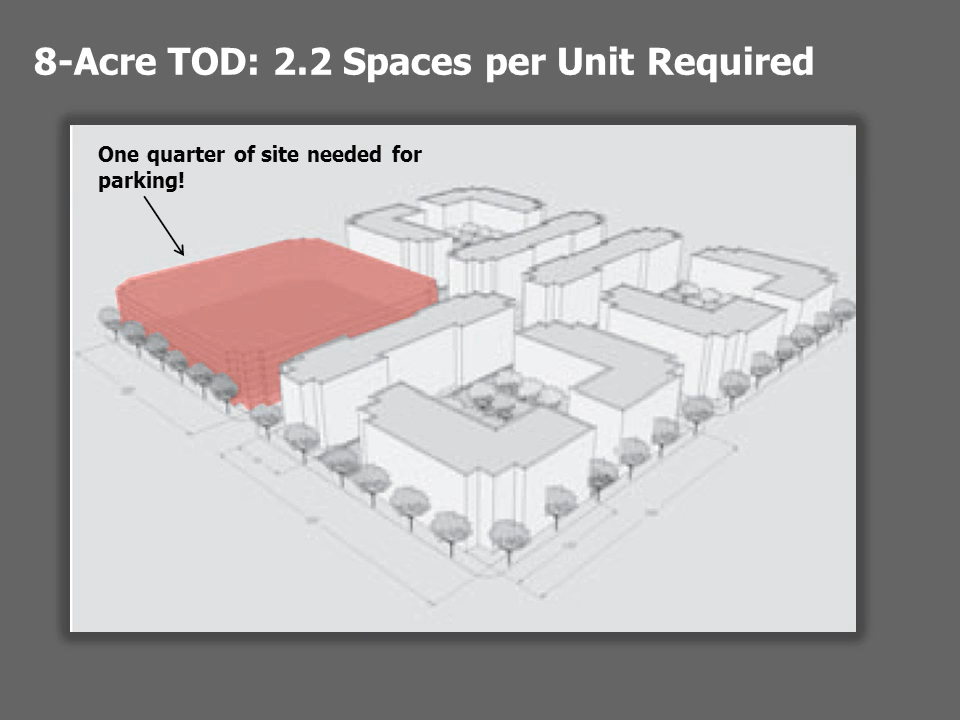 8-Acre TOD: 2.2 Spaces per Unit Required
One quarter of site needed for
parking!